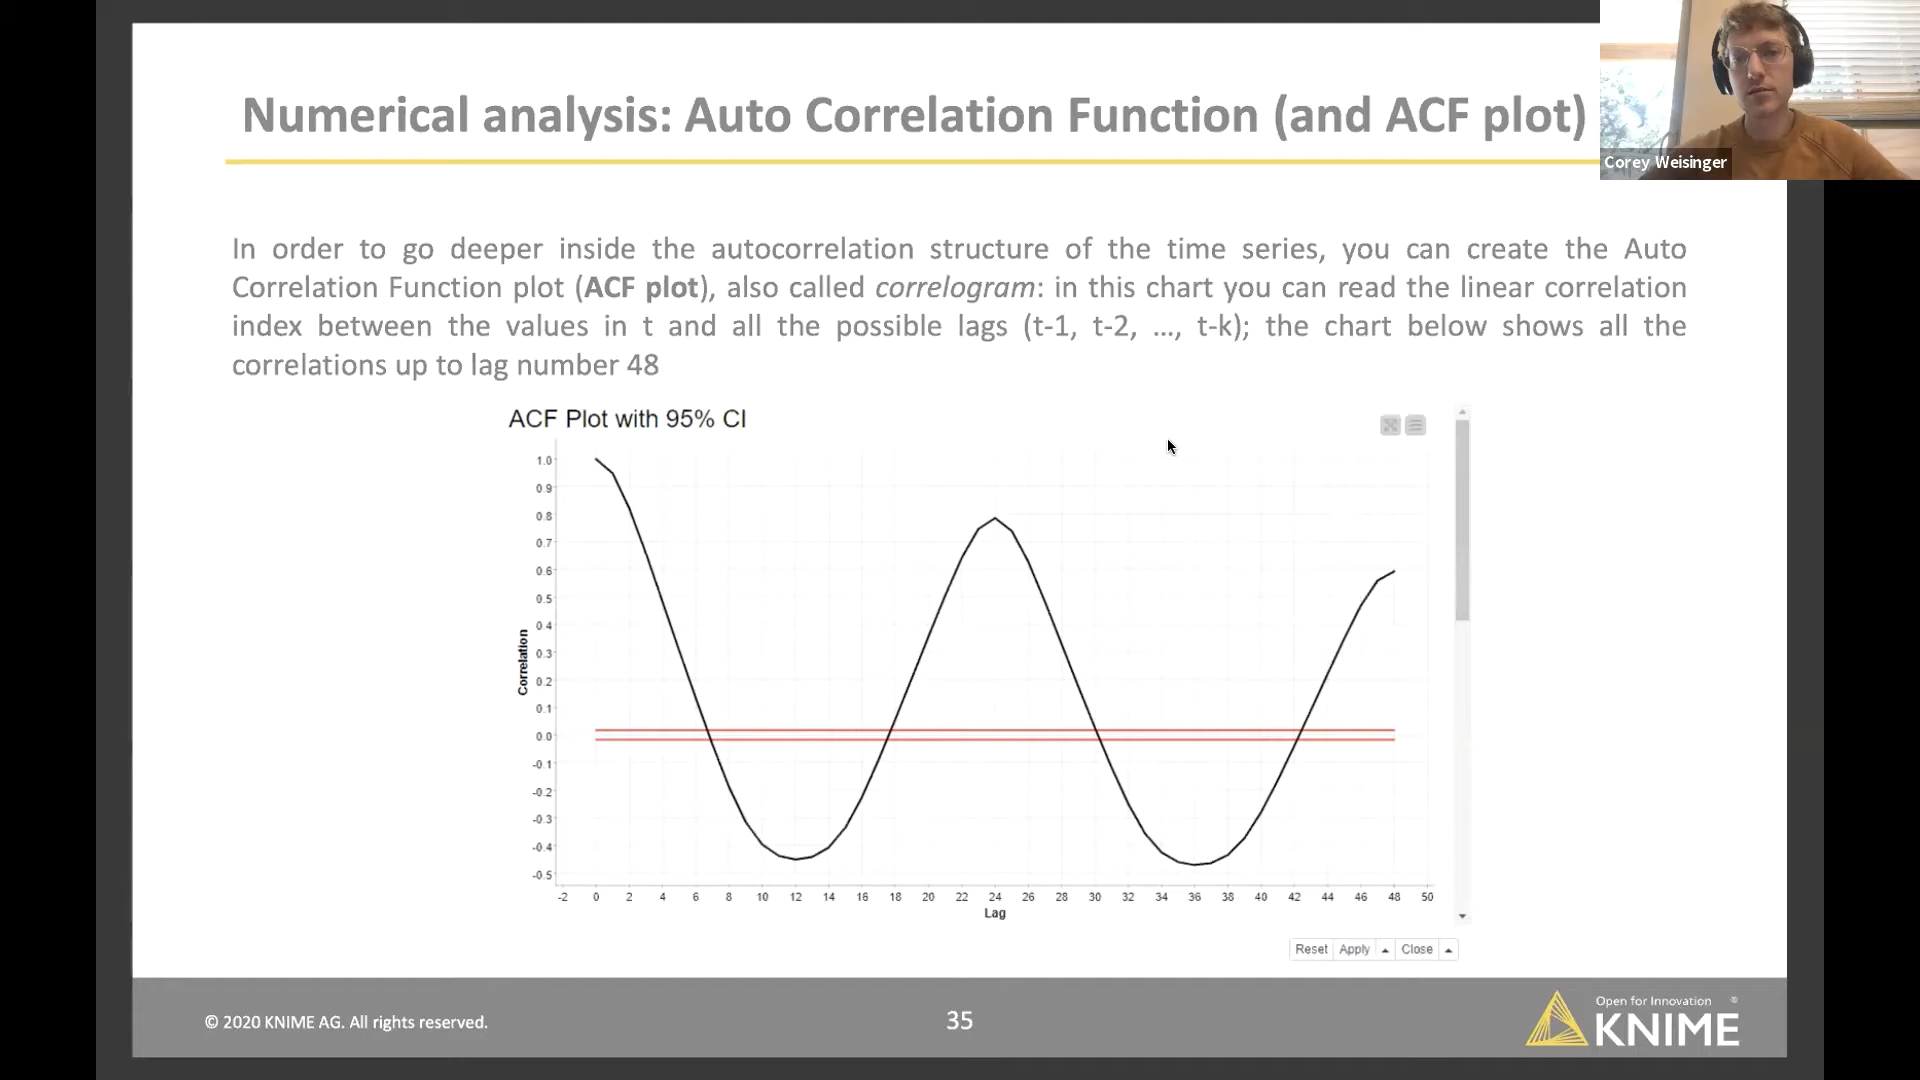 Numerical analysis: Auto Correlation Function (and ACF plot)
Corey Weisinger
In order to go deeper inside the autocorrelation structure of the time series, you can create the Auto
Correlation Function plot (ACF plot), also called correlogram: in this chart you can read the linear correlation
index between the values in t and all the possible lags (t-1, t-2, ..., t-k); the chart below shows all the
correlations up to lag number 48
ACF Plot with 95% CI
1.0
0.9
0.8
0.7
0.6
0.5
0.4
0.3
0.2
0.1
0.0
-0.1
-0.2
-0.3
-0.4
-0.5
Correlation
-2 0 2 4 6 8 10 12 14 16 18 20 22 24 26 28 30 32 34 36 38 40 42 44 46 48 50
Lag
Reset Apply Close
© 2020 KNIME AG. All rights reserved.
35
Open for Innovation ®
KNIME